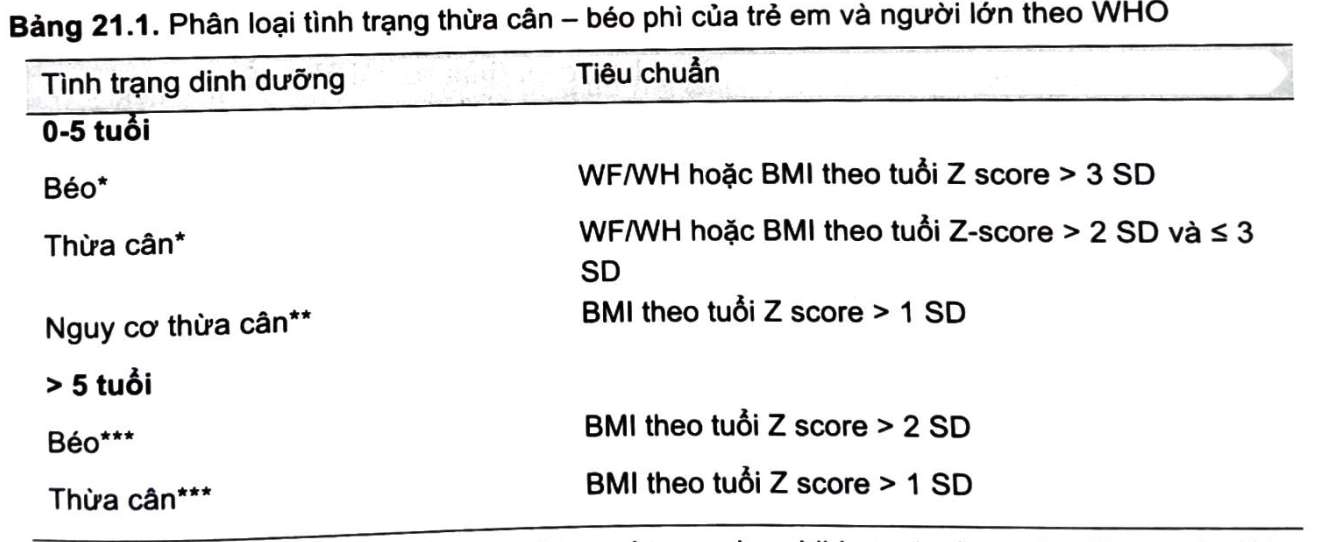 Bảng 21.1. Phân loại tình trạng thừa cân – béo phì của trẻ em và người lớn theo WHO
Tình trạng dinh dưỡng Tiêu chuẩn
0-5 tuổi
Béo* WF/WH hoặc BMI theo tuổi Z score > 3 SD
Thừa cân* WF/WH hoặc BMI theo tuổi Z-score > 2 SD và ≤ 3
SD
Nguy cơ thừa cân** BMI theo tuổi Z score > 1 SD
> 5 tuổi
Béo*** BMI theo tuổi Z score > 2 SD
Thừa cân*** BMI theo tuổi Z score > 1 SD